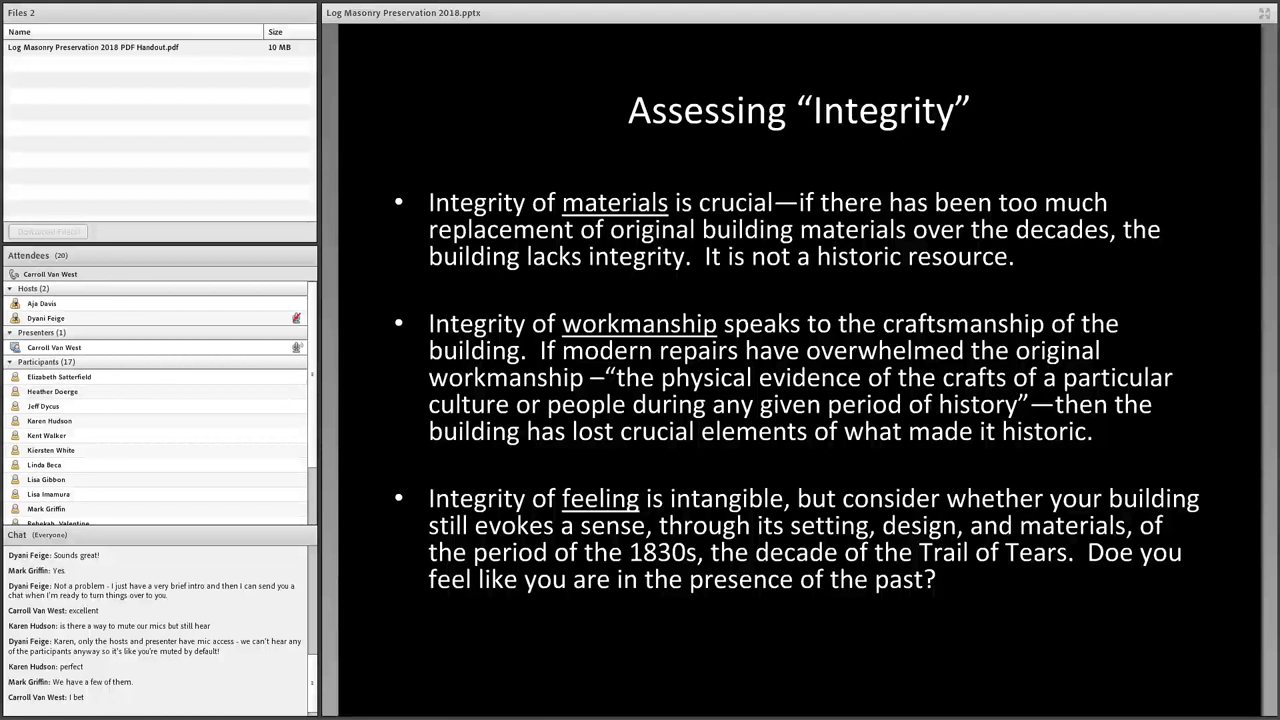 Files 2
Name Size
Log Masonry Preservation 2018 PDF Handout.pdf 10 MB
Download File(s)
Attendees (20)
Carroll Van West
Hosts (2)
Aja Davis
Dyani Feige
Presenters (1)
Carroll Van West
Participants (17)
Elizabeth Satterfield
Heather Doerge
Jeff Dycus
Karen Hudson
Kent Walker
Kiersten White
Linda Beca
Lisa Gibbon
Lisa Imamura
Mark Griffin
Rebekah, Valentine
Chat (Everyone)
Dyani Feige: Sounds great!
Mark Griffin: Yes.
Dyani Feige: Not a problem - I just have a very brief intro and then I can send you a
chat when I'm ready to turn things over to you.
Carroll Van West: excellent
Karen Hudson: is there a way to mute our mics but still hear
Dyani Feige: Karen, only the hosts and presenter have mic access - we can't hear any
of the participants anyway so it's like you're muted by default!
Karen Hudson: perfect
Mark Griffin: We have a few of them.
Carroll Van West: I bet
Log Masonry Preservation 2018.pptx
Assessing “Integrity”
• Integrity of materials is crucial—if there has been too much
replacement of original building materials over the decades, the
building lacks integrity.  It is not a historic resource.
• Integrity of workmanship speaks to the craftsmanship of the
building.  If modern repairs have overwhelmed the original
workmanship –“the physical evidence of the crafts of a particular
culture or people during any given period of history”—then the
building has lost crucial elements of what made it historic.
• Integrity of feeling is intangible, but consider whether your building
still evokes a sense, through its setting, design, and materials, of
the period of the 1830s, the decade of the Trail of Tears.  Doe you
feel like you are in the presence of the past?